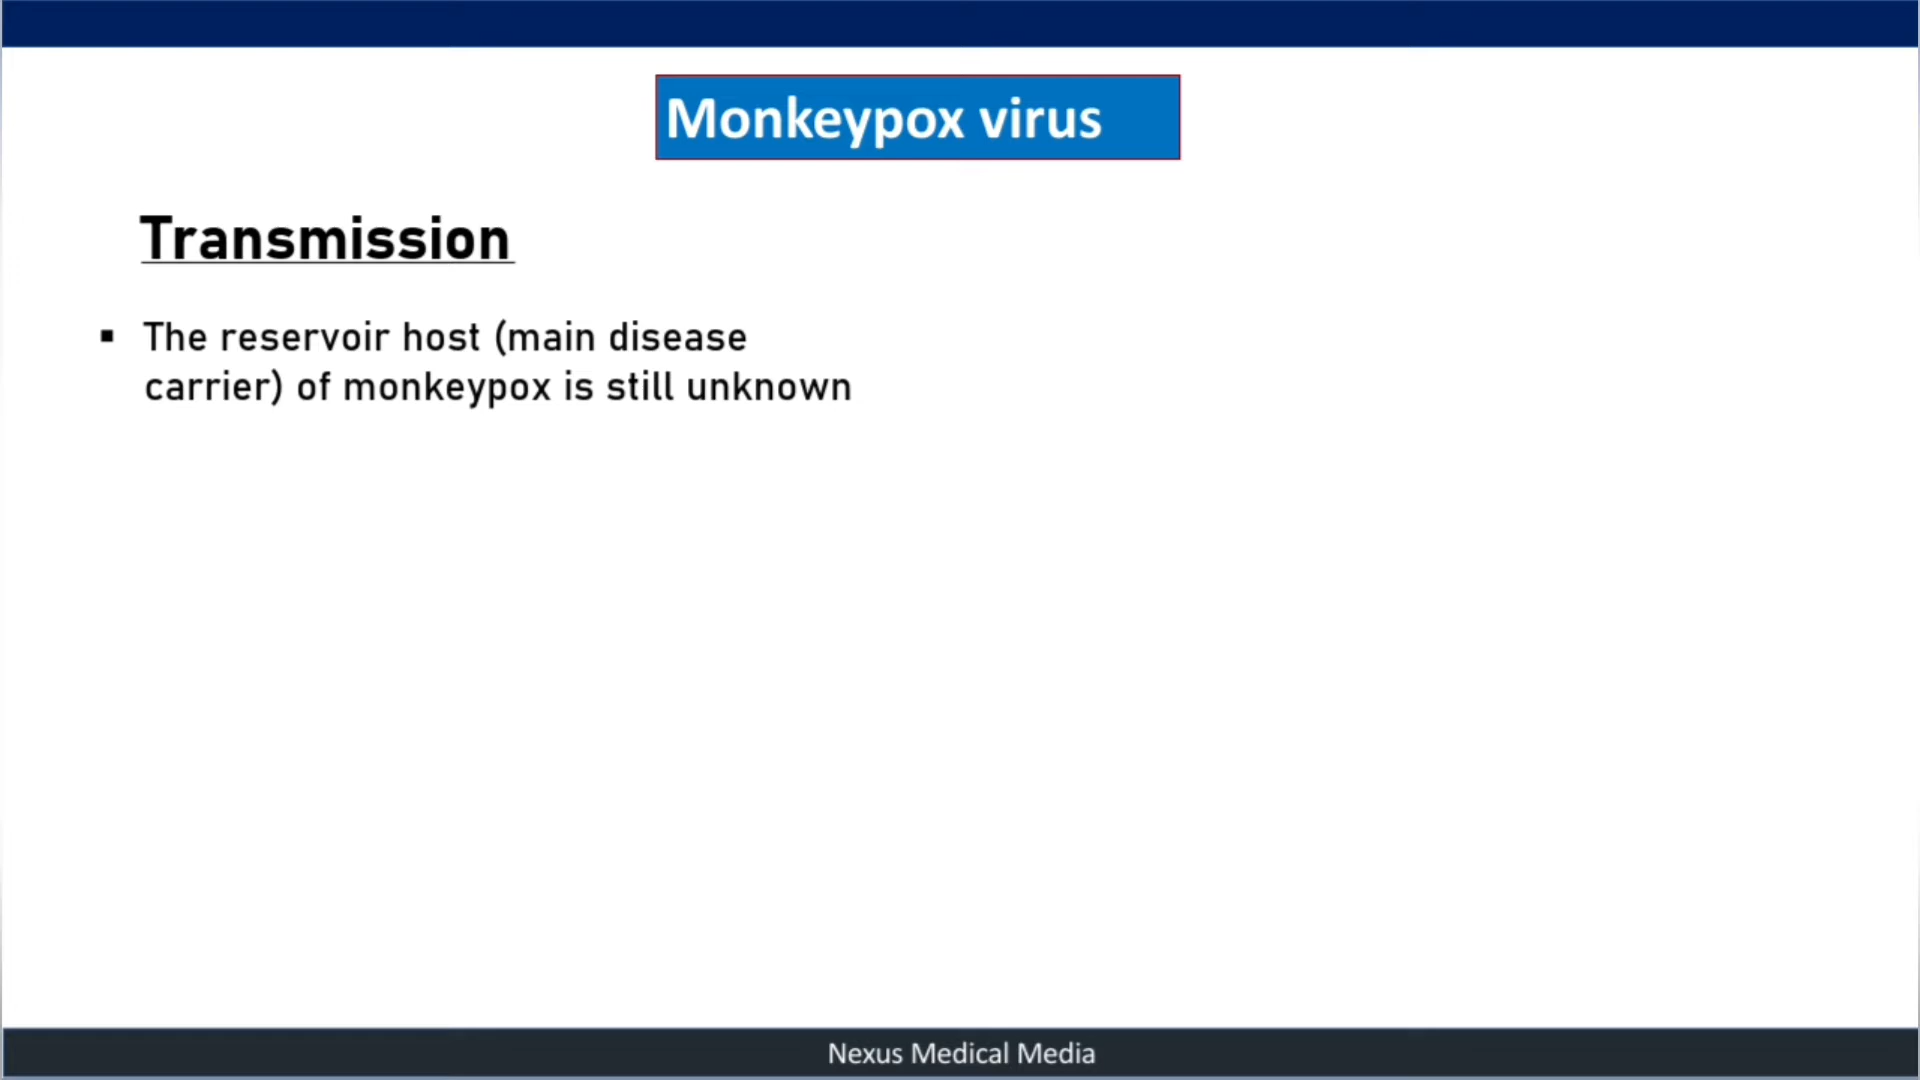 Monkeypox virus
Transmission
▪ The reservoir host (main disease
carrier) of monkeypox is still unknown
Nexus Medical Media